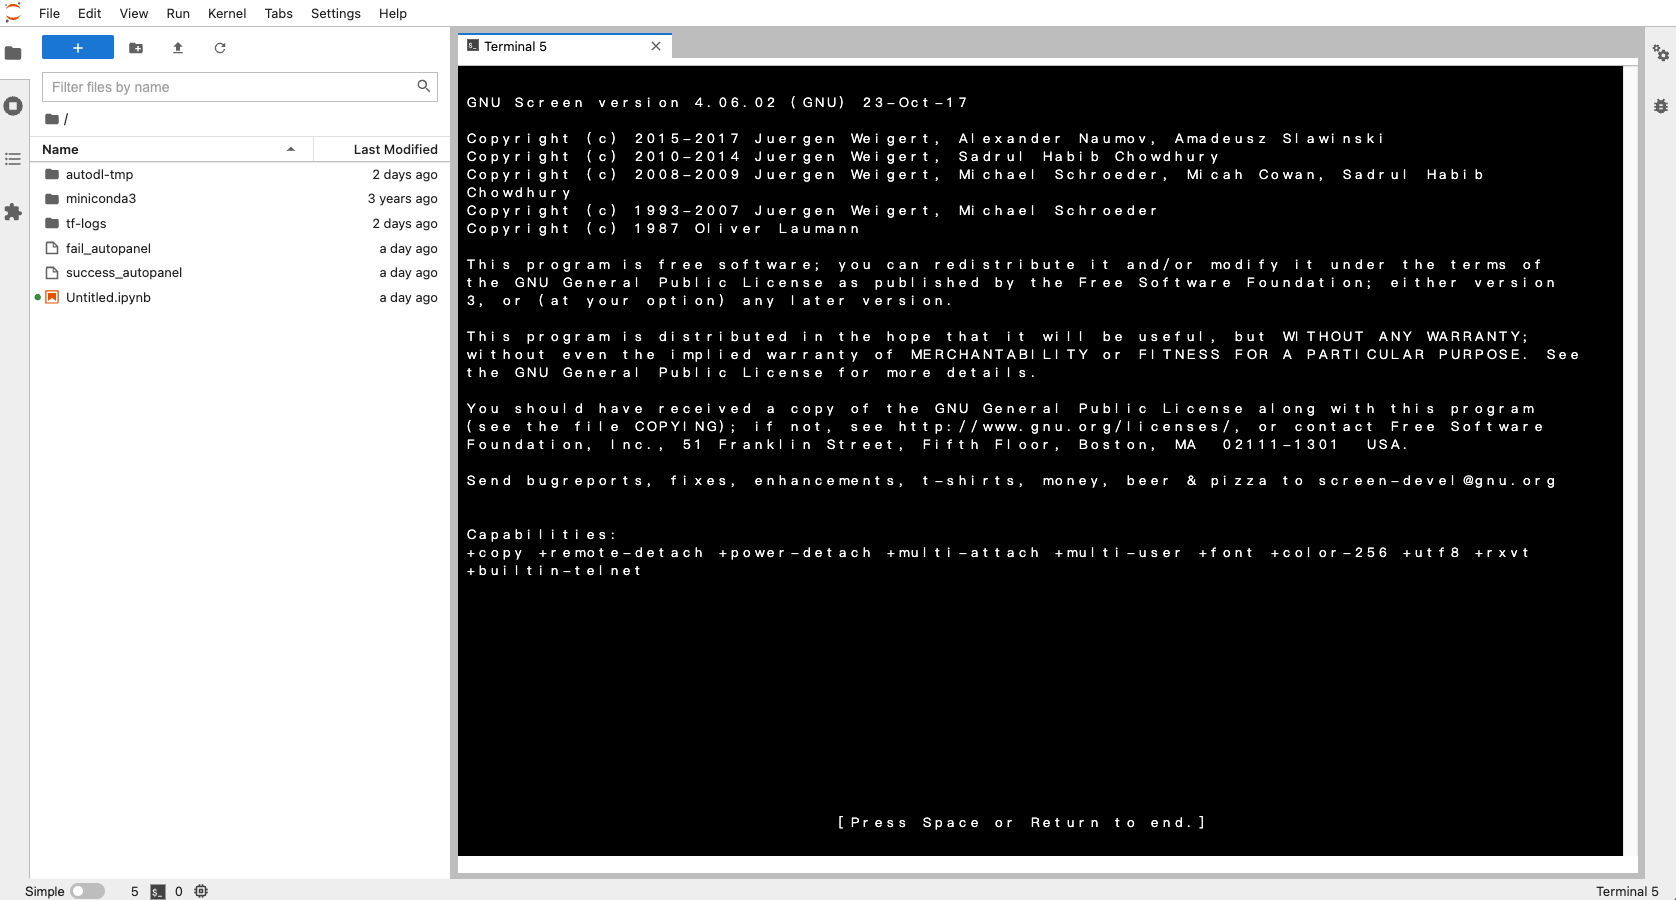 File Edit View Run Kernel Tabs Settings Help
+
Filter files by name
/
Name Last Modified
autodl-tmp 2 days ago
miniconda3 3 years ago
tf-logs 2 days ago
fail_autopanel a day ago
success_autopanel a day ago
Untitled.ipynb a day ago
Terminal 5
GNU Screen version 4.06.02 (GNU) 23-Oct-17
Copyright (c) 2015-2017 Juergen Weigert, Alexander Naumov, Amadeusz Slawinski
Copyright (c) 2010-2014 Juergen Weigert, Sadrul Habib Chowdhury
Copyright (c) 2008-2009 Juergen Weigert, Michael Schroeder, Micah Cowan, Sadrul Habib
Chowdhury
Copyright (c) 1993-2007 Juergen Weigert, Michael Schroeder
Copyright (c) 1987 Oliver Laumann
This program is free software; you can redistribute it and/or modify it under the terms of
the GNU General Public License as published by the Free Software Foundation; either version
3, or (at your option) any later version.
This program is distributed in the hope that it will be useful, but WITHOUT ANY WARRANTY;
without even the implied warranty of MERCHANTABILITY or FITNESS FOR A PARTICULAR PURPOSE. See
the GNU General Public License for more details.
You should have received a copy of the GNU General Public License along with this program
(see the file COPYING); if not, see http://www.gnu.org/licenses/, or contact Free Software
Foundation, Inc., 51 Franklin Street, Fifth Floor, Boston, MA 02111-1301 USA.
Send bugreports, fixes, enhancements, t-shirts, money, beer & pizza to screen-devel@gnu.org
Capabilities:
+copy +remote-detach +power-detach +multi-attach +multi-user +font +color-256 +utf8 +rxvt
+builtin-telnet
[Press Space or Return to end.]
Simple 5 $_ 0 Terminal 5